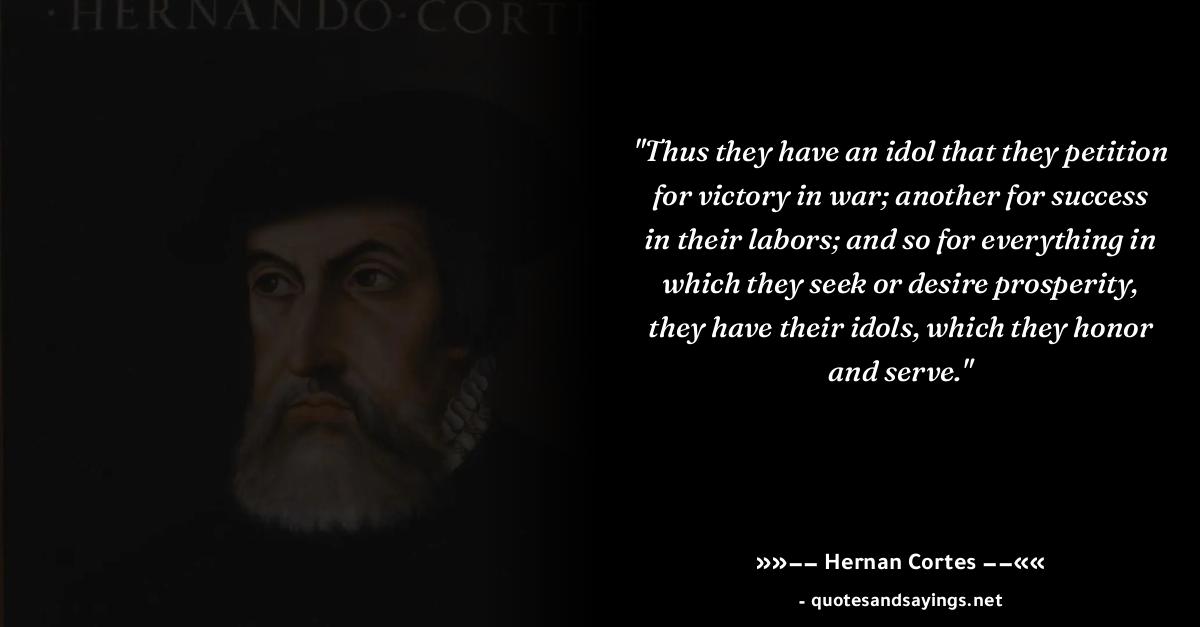 · HERNANDO · CORTE
"Thus they have an idol that they petition
for victory in war; another for success
in their labors; and so for everything in
which they seek or desire prosperity,
they have their idols, which they honor
and serve."
»»−− Hernan Cortes −−««
- quotesandsayings.net